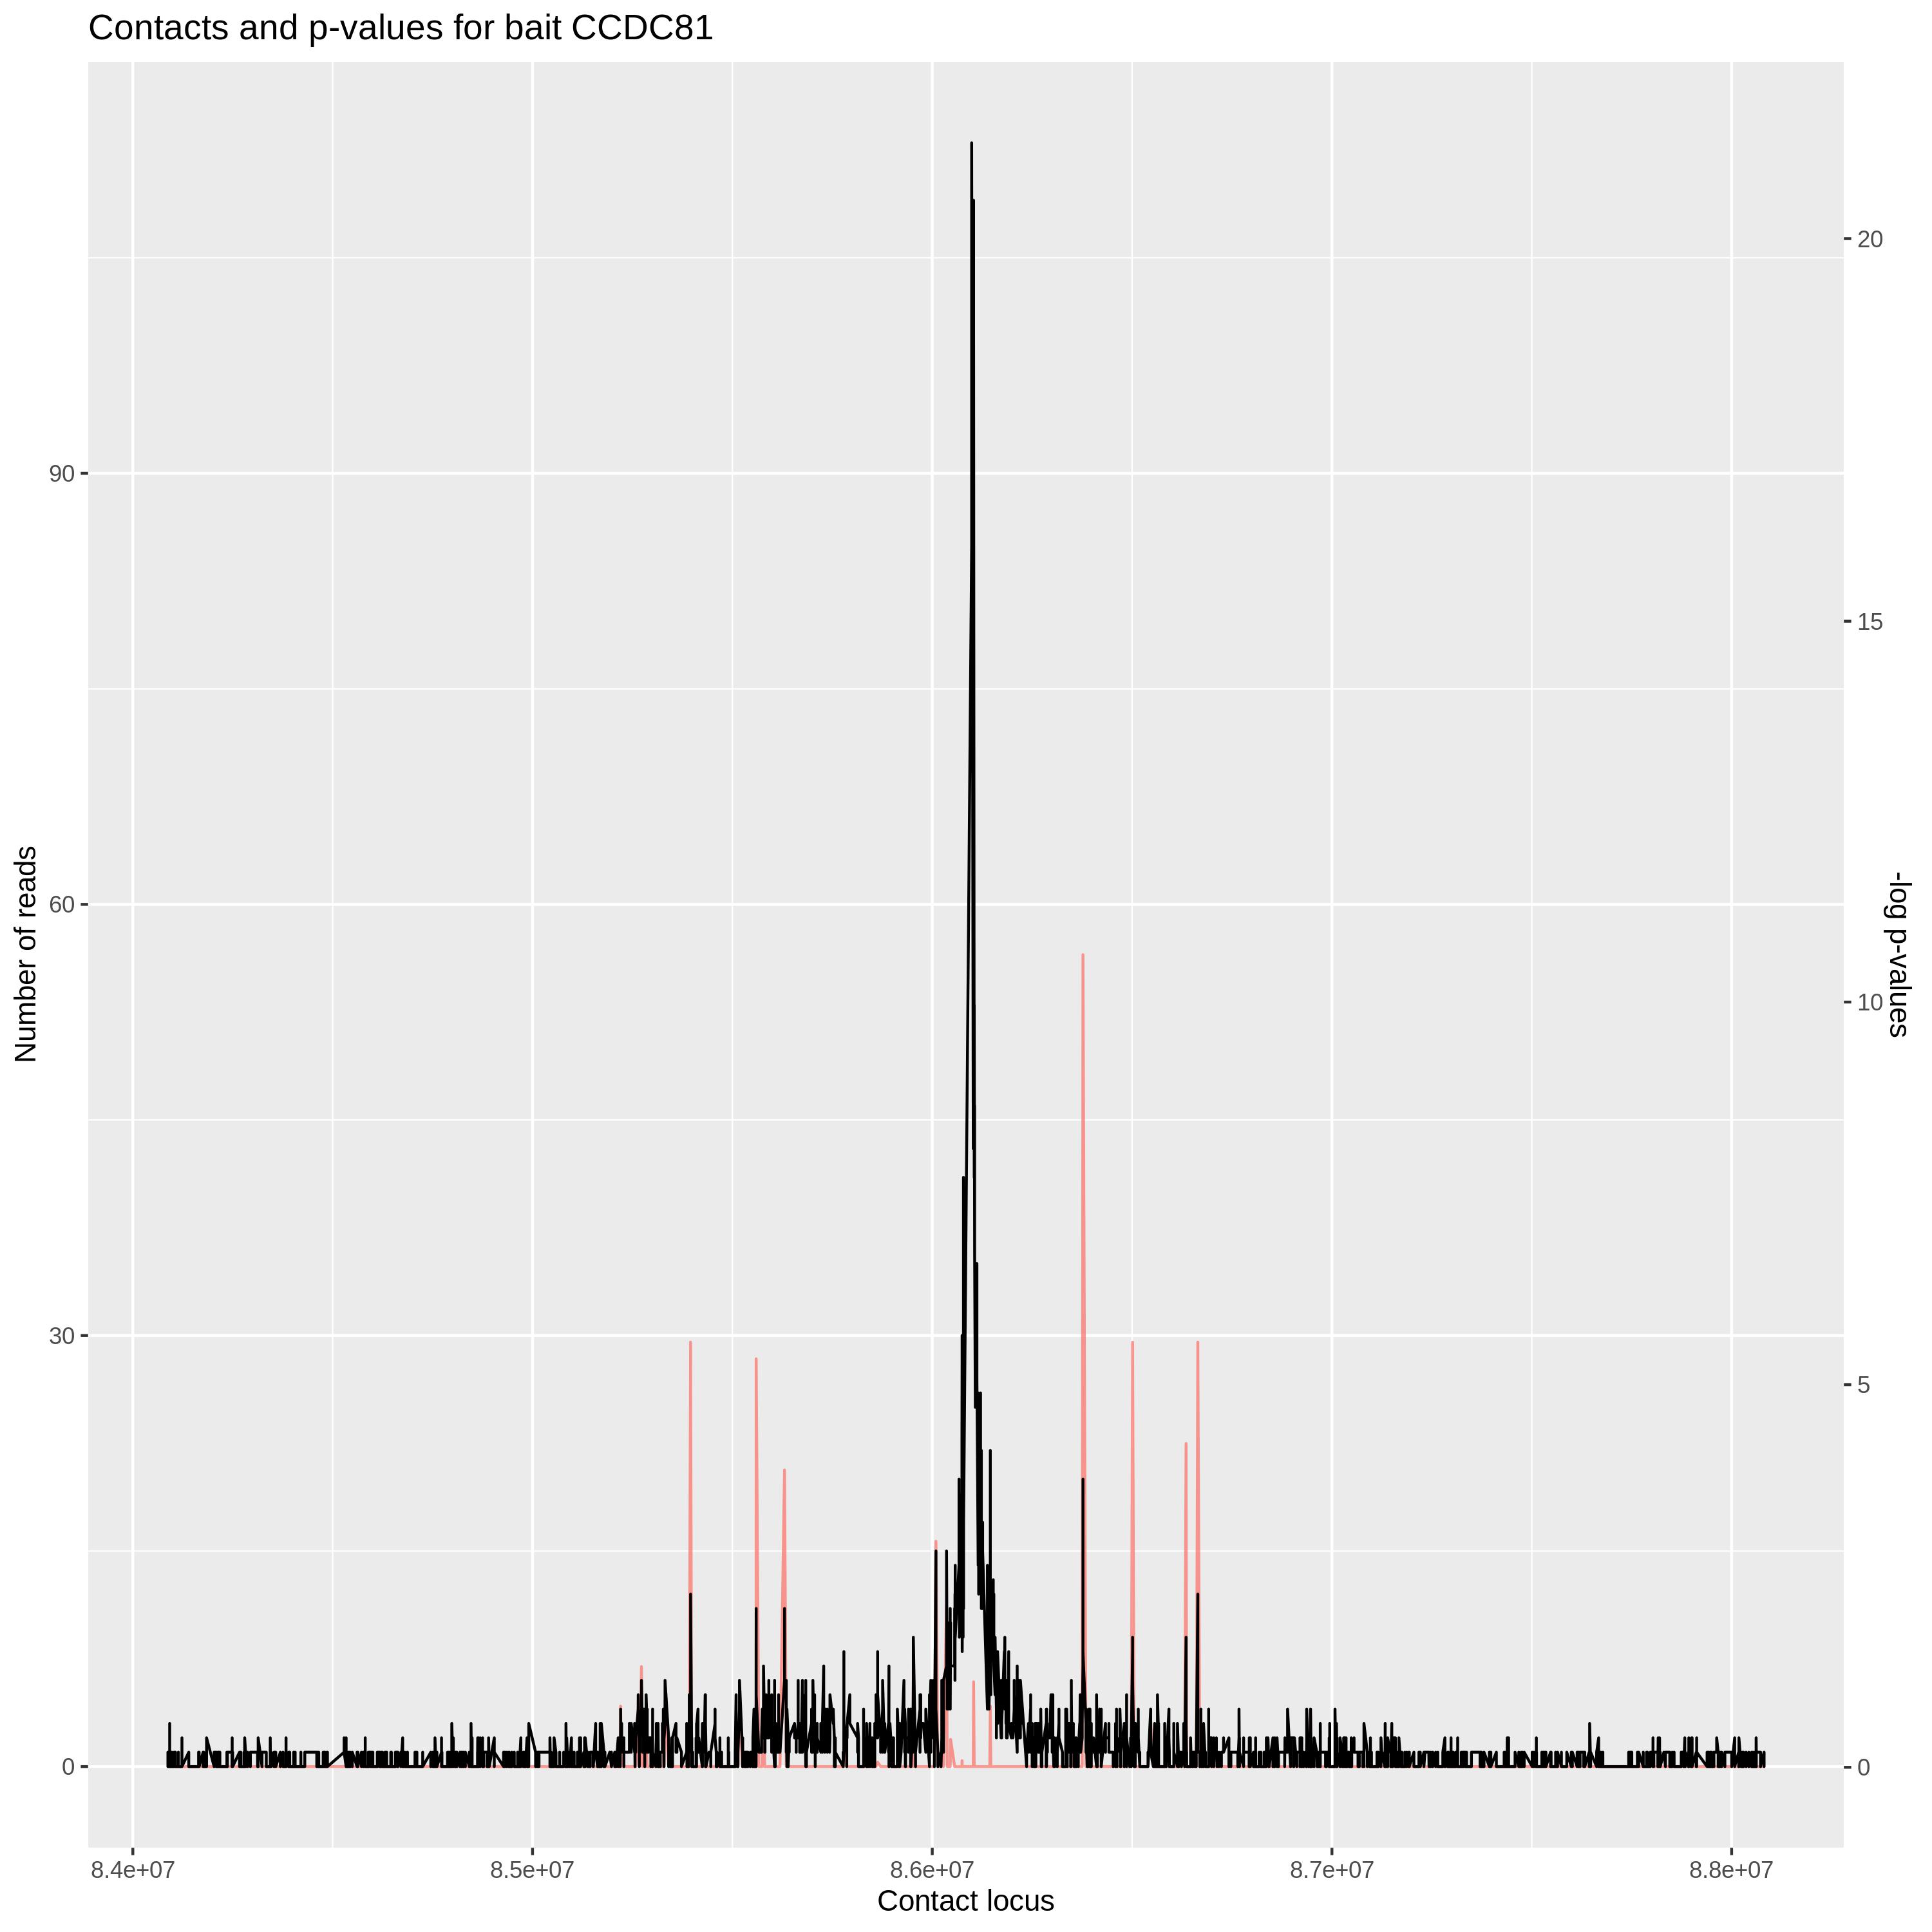 Contacts and p-values for bait CCDC81
Number of reads
90
60
30
0
20
15
10
5
0
-log p-values
8.4e+07 8.5e+07 8.6e+07 8.7e+07 8.8e+07
Contact locus